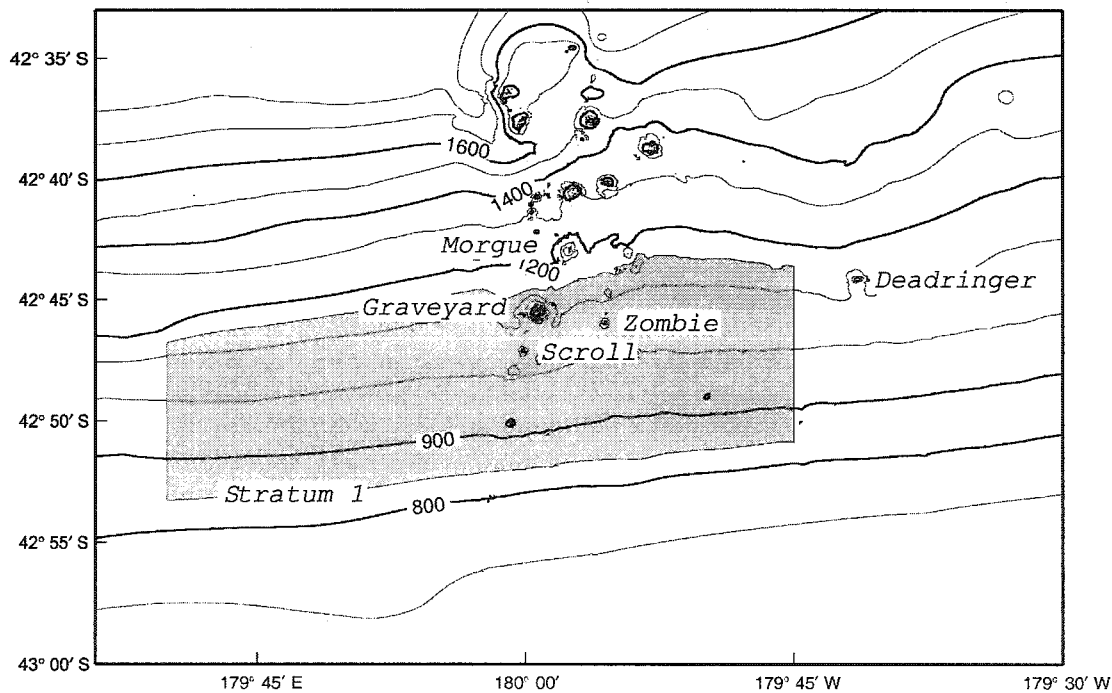 42° 35′ S
1600
42° 40′ S
1400
Morgue
1200
Deadringer
42° 45′ S
Graveyard
Zombie
Scroll
42° 50′ S
900
Stratum 1
800
42° 55′ S
43° 00′ S
179° 45′ E
180° 00′
179° 45′ W
179° 30′ W